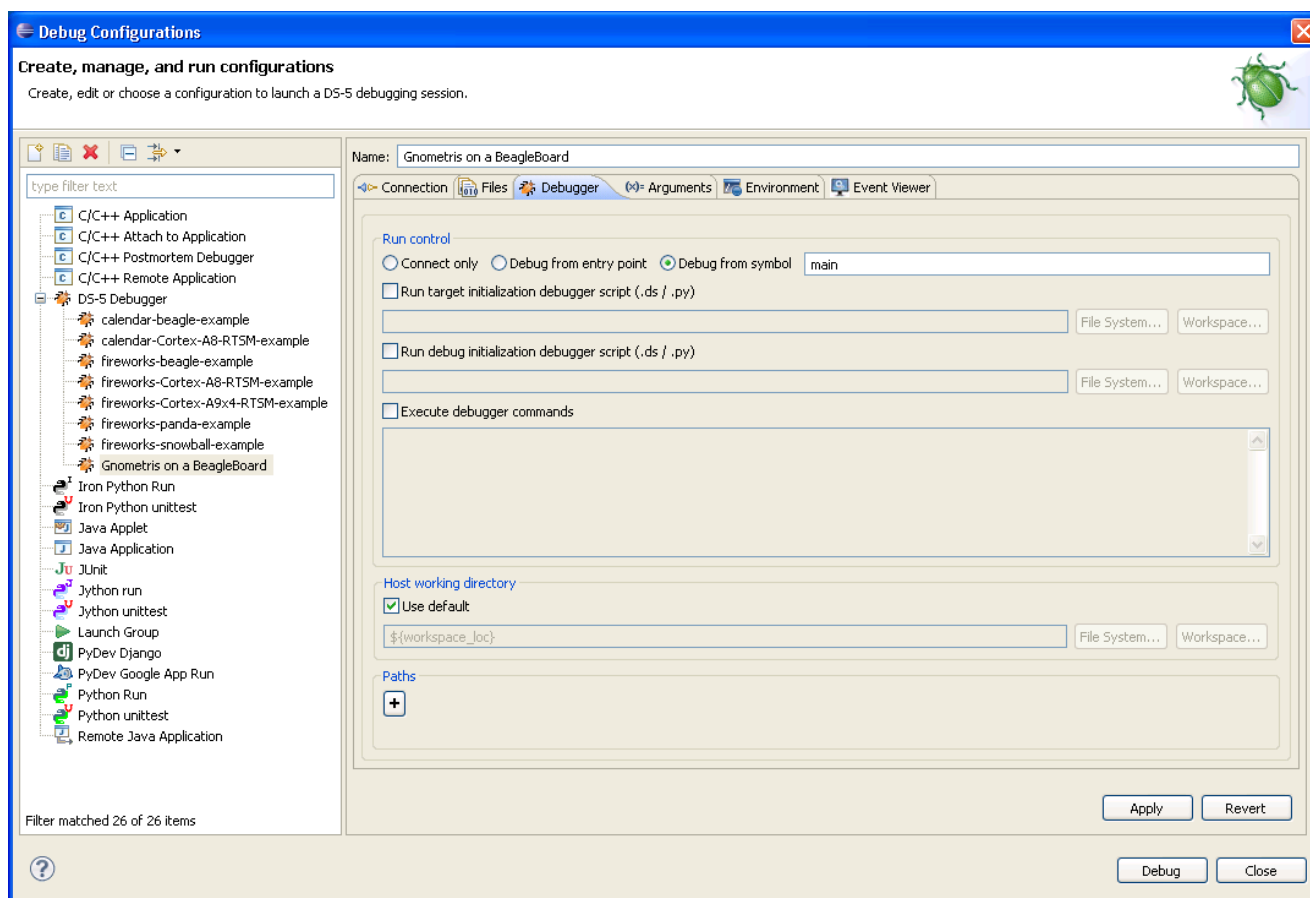 Debug Configurations
Create, manage, and run configurations
Create, edit or choose a configuration to launch a DS-5 debugging session.
type filter text
C/C++ Application
C/C++ Attach to Application
C/C++ Postmortem Debugger
C/C++ Remote Application
DS-5 Debugger
calendar-beagle-example
calendar-Cortex-A8-RTSM-example
fireworks-beagle-example
fireworks-Cortex-A8-RTSM-example
fireworks-Cortex-A9x4-RTSM-example
fireworks-panda-example
fireworks-snowball-example
Gnometris on a BeagleBoard
Iron Python Run
Iron Python unittest
Java Applet
Java Application
JUnit
Jython run
Jython unittest
Launch Group
PyDev Django
PyDev Google App Run
Python Run
Python unittest
Remote Java Application
Filter matched 26 of 26 items
Name: Gnometris on a BeagleBoard
Connection Files Debugger Arguments Environment Event Viewer
Run control
Connect only Debug from entry point Debug from symbol main
Run target initialization debugger script (.ds / .py)
File System... Workspace...
Run debug initialization debugger script (.ds / .py)
File System... Workspace...
Execute debugger commands
Host working directory
Use default
${workspace_loc} File System... Workspace...
Paths
+
Apply Revert
? Debug Close